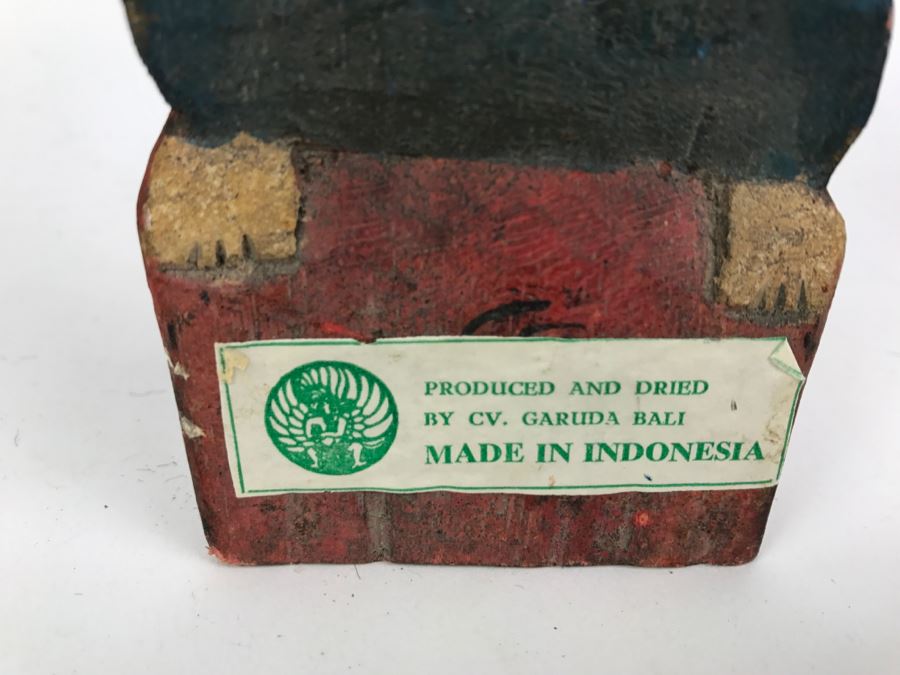 PRODUCED AND DRIED
BY CV. GARUDA BALI
MADE IN INDONESIA